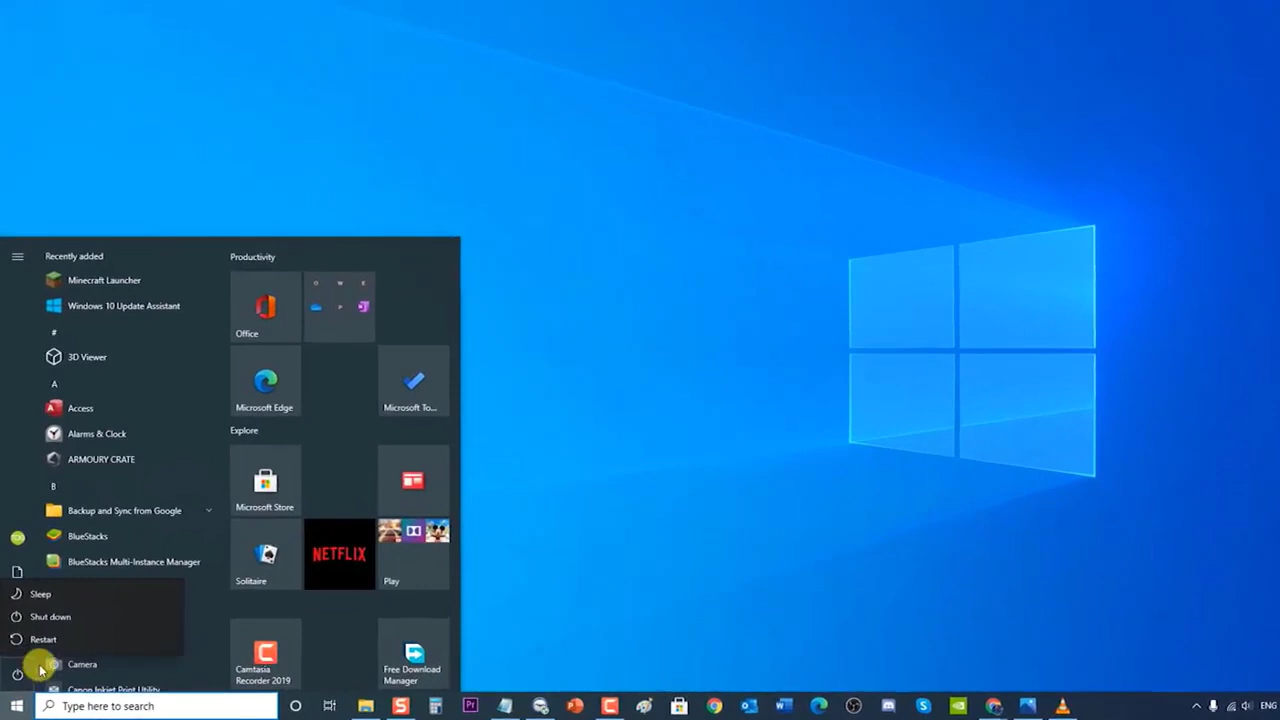 Recently added
Minecraft Launcher
Windows 10 Update Assistant
#
3D Viewer
A
Access
Alarms & Clock
ARMOURY CRATE
B
Backup and Sync from Google
BlueStacks
BlueStacks Multi-Instance Manager
Sleep
Shut down
Restart
Camera
Canon Inkjet Print Utility
Productivity
Office
Microsoft Edge
Microsoft To...
Explore
Microsoft Store
Solitaire
NETFLIX
Play
Camtasia
Recorder 2019
Free Download
Manager
Type here to search
ENG